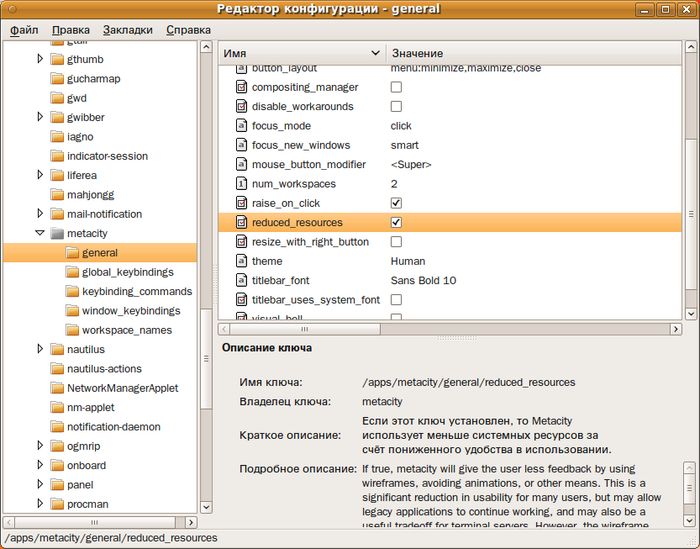 Редактор конфигурации - general
Файл Правка Закладки Справка
gthumb
gucharmap
gwd
gwibber
iagno
indicator-session
liferea
mahjongg
mail-notification
metacity
general
global_keybindings
keybinding_commands
window_keybindings
workspace_names
nautilus
nautilus-actions
NetworkManagerApplet
nm-applet
notification-daemon
ogmrip
onboard
panel
procman
Имя Значение
button_layout menu:minimize,maximize,close
compositing_manager
disable_workarounds
focus_mode click
focus_new_windows smart
mouse_button_modifier <Super>
num_workspaces 2
raise_on_click
reduced_resources
resize_with_right_button
theme Human
titlebar_font Sans Bold 10
titlebar_uses_system_font
visual_bell
Описание ключа
Имя ключа: /apps/metacity/general/reduced_resources
Владелец ключа: metacity
Краткое описание: Если этот ключ установлен, то Metacity
использует меньше системных ресурсов за
счёт пониженного удобства в использовании.
Подробное описание: If true, metacity will give the user less feedback by using
wireframes, avoiding animations, or other means. This is a
significant reduction in usability for many users, but may allow
legacy applications to continue working, and may also be a
useful tradeoff for terminal servers. However, the wireframe
/apps/metacity/general/reduced_resources